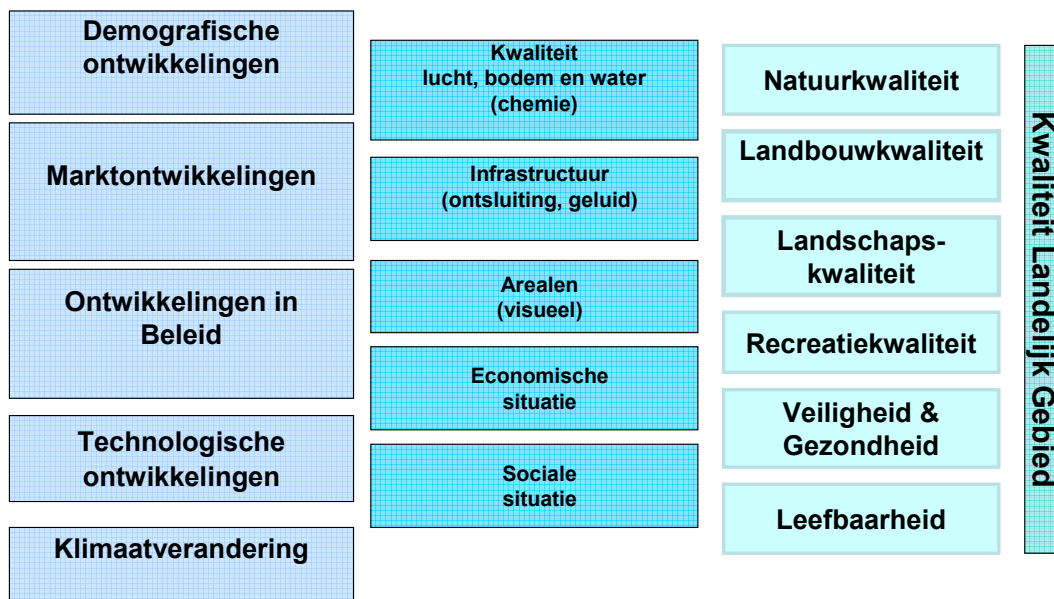 Demografische
ontwikkelingen
Marktontwikkelingen
Ontwikkelingen in
Beleid
Technologische
ontwikkelingen
Klimaatverandering
Kwaliteit
lucht, bodem en water
(chemie)
Infrastructuur
(ontsluiting, geluid)
Arealen
(visueel)
Economische
situatie
Sociale
situatie
Natuurkwaliteit
Landbouwkwaliteit
Landschaps-
kwaliteit
Recreatiekwaliteit
Veiligheid &
Gezondheid
Leefbaarheid
Kwaliteit Landelijk Gebied